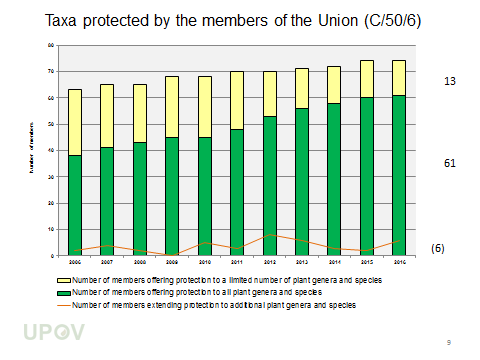 Taxa protected by the members of the Union (C/50/6)
80
70
60
50
40
30
20
10
0
Number of members
2006 2007 2008 2009 2010 2011 2012 2013 2014 2015 2016
13
61
(6)
Number of members offering protection to a limited number of plant genera and species
Number of members offering protection to all plant genera and species
Number of members extending protection to additional plant genera and species
UPOV
9